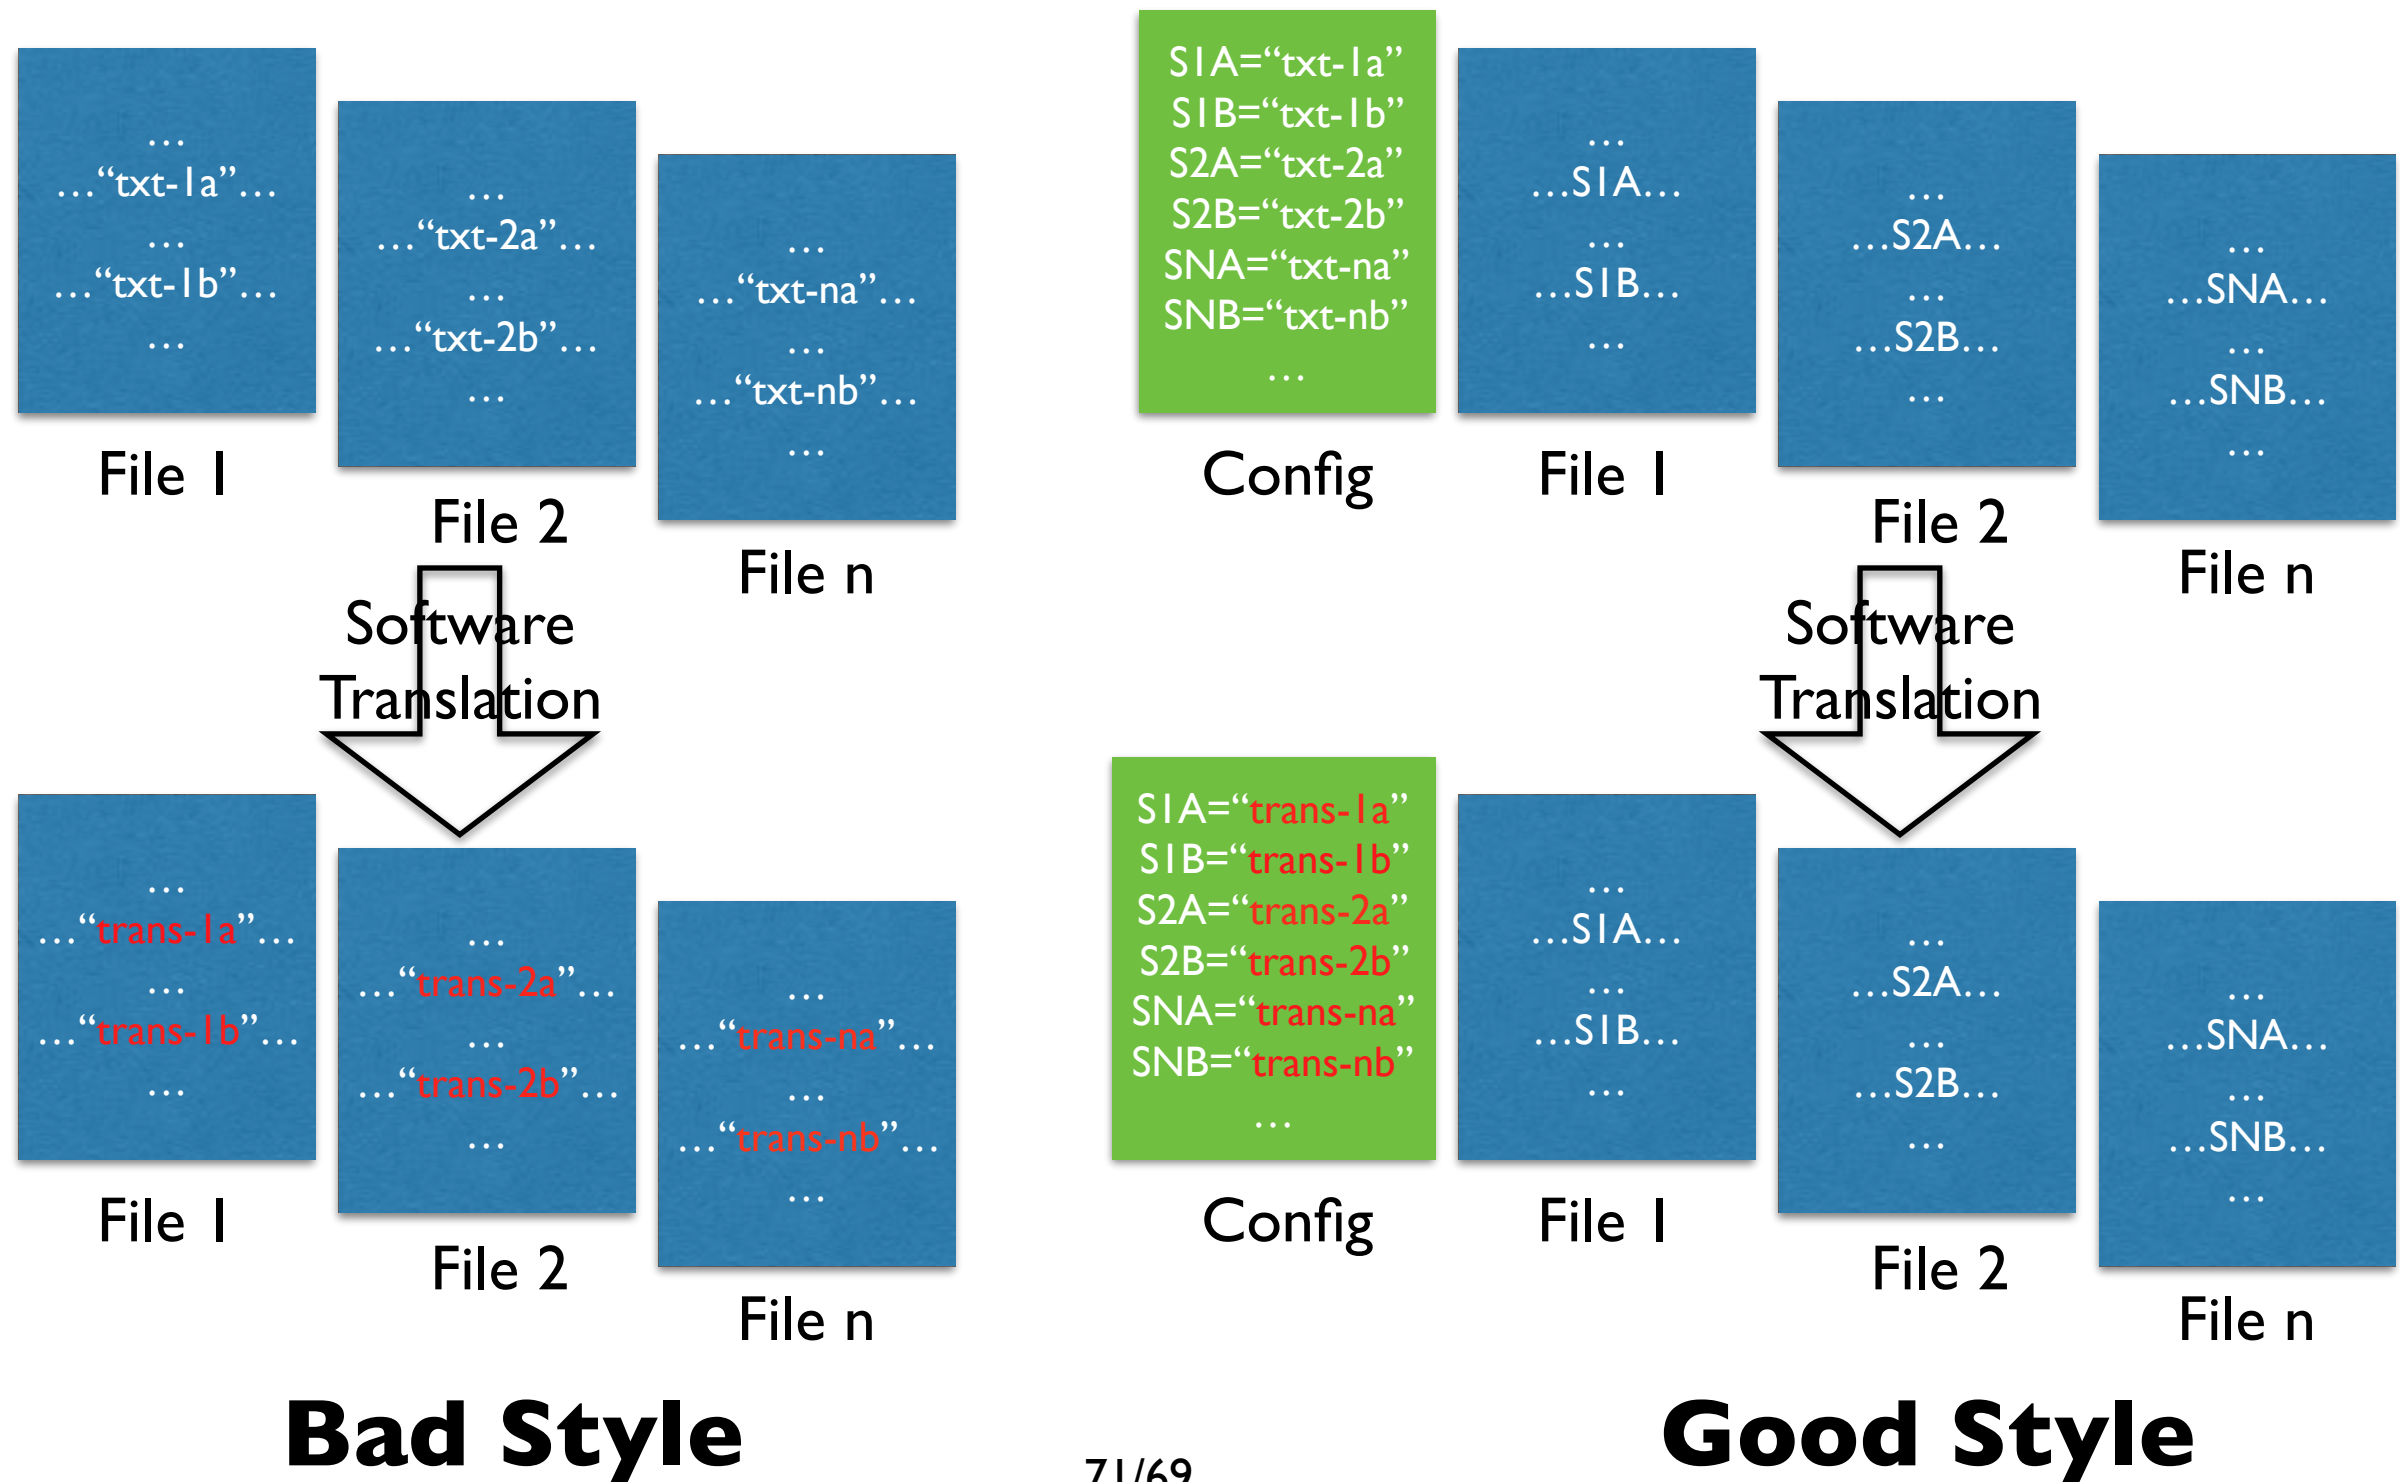 …
…“txt-1a”…
…
…“txt-1b”…
…
File 1
…
…“txt-2a”…
…
…“txt-2b”…
…
File 2
…
…“txt-na”…
…
…“txt-nb”…
…
File n
Software
Translation
…
…“trans-1a”…
…
…“trans-1b”…
…
File 1
…
…“trans-2a”…
…
…“trans-2b”…
…
File 2
…
…“trans-na”…
…
…“trans-nb”…
…
File n
Bad Style
S1A=“txt-1a”
S1B=“txt-1b”
S2A=“txt-2a”
S2B=“txt-2b”
SNA=“txt-na”
SNB=“txt-nb”
…
Config
…
…S1A…
…
…S1B…
…
File 1
…
…S2A…
…
…S2B…
…
File 2
…
…SNA…
…
…SNB…
…
File n
Software
Translation
S1A=“trans-1a”
S1B=“trans-1b”
S2A=“trans-2a”
S2B=“trans-2b”
SNA=“trans-na”
SNB=“trans-nb”
…
Config
…
…S1A…
…
…S1B…
…
File 1
…
…S2A…
…
…S2B…
…
File 2
…
…SNA…
…
…SNB…
…
File n
Good Style
71/69